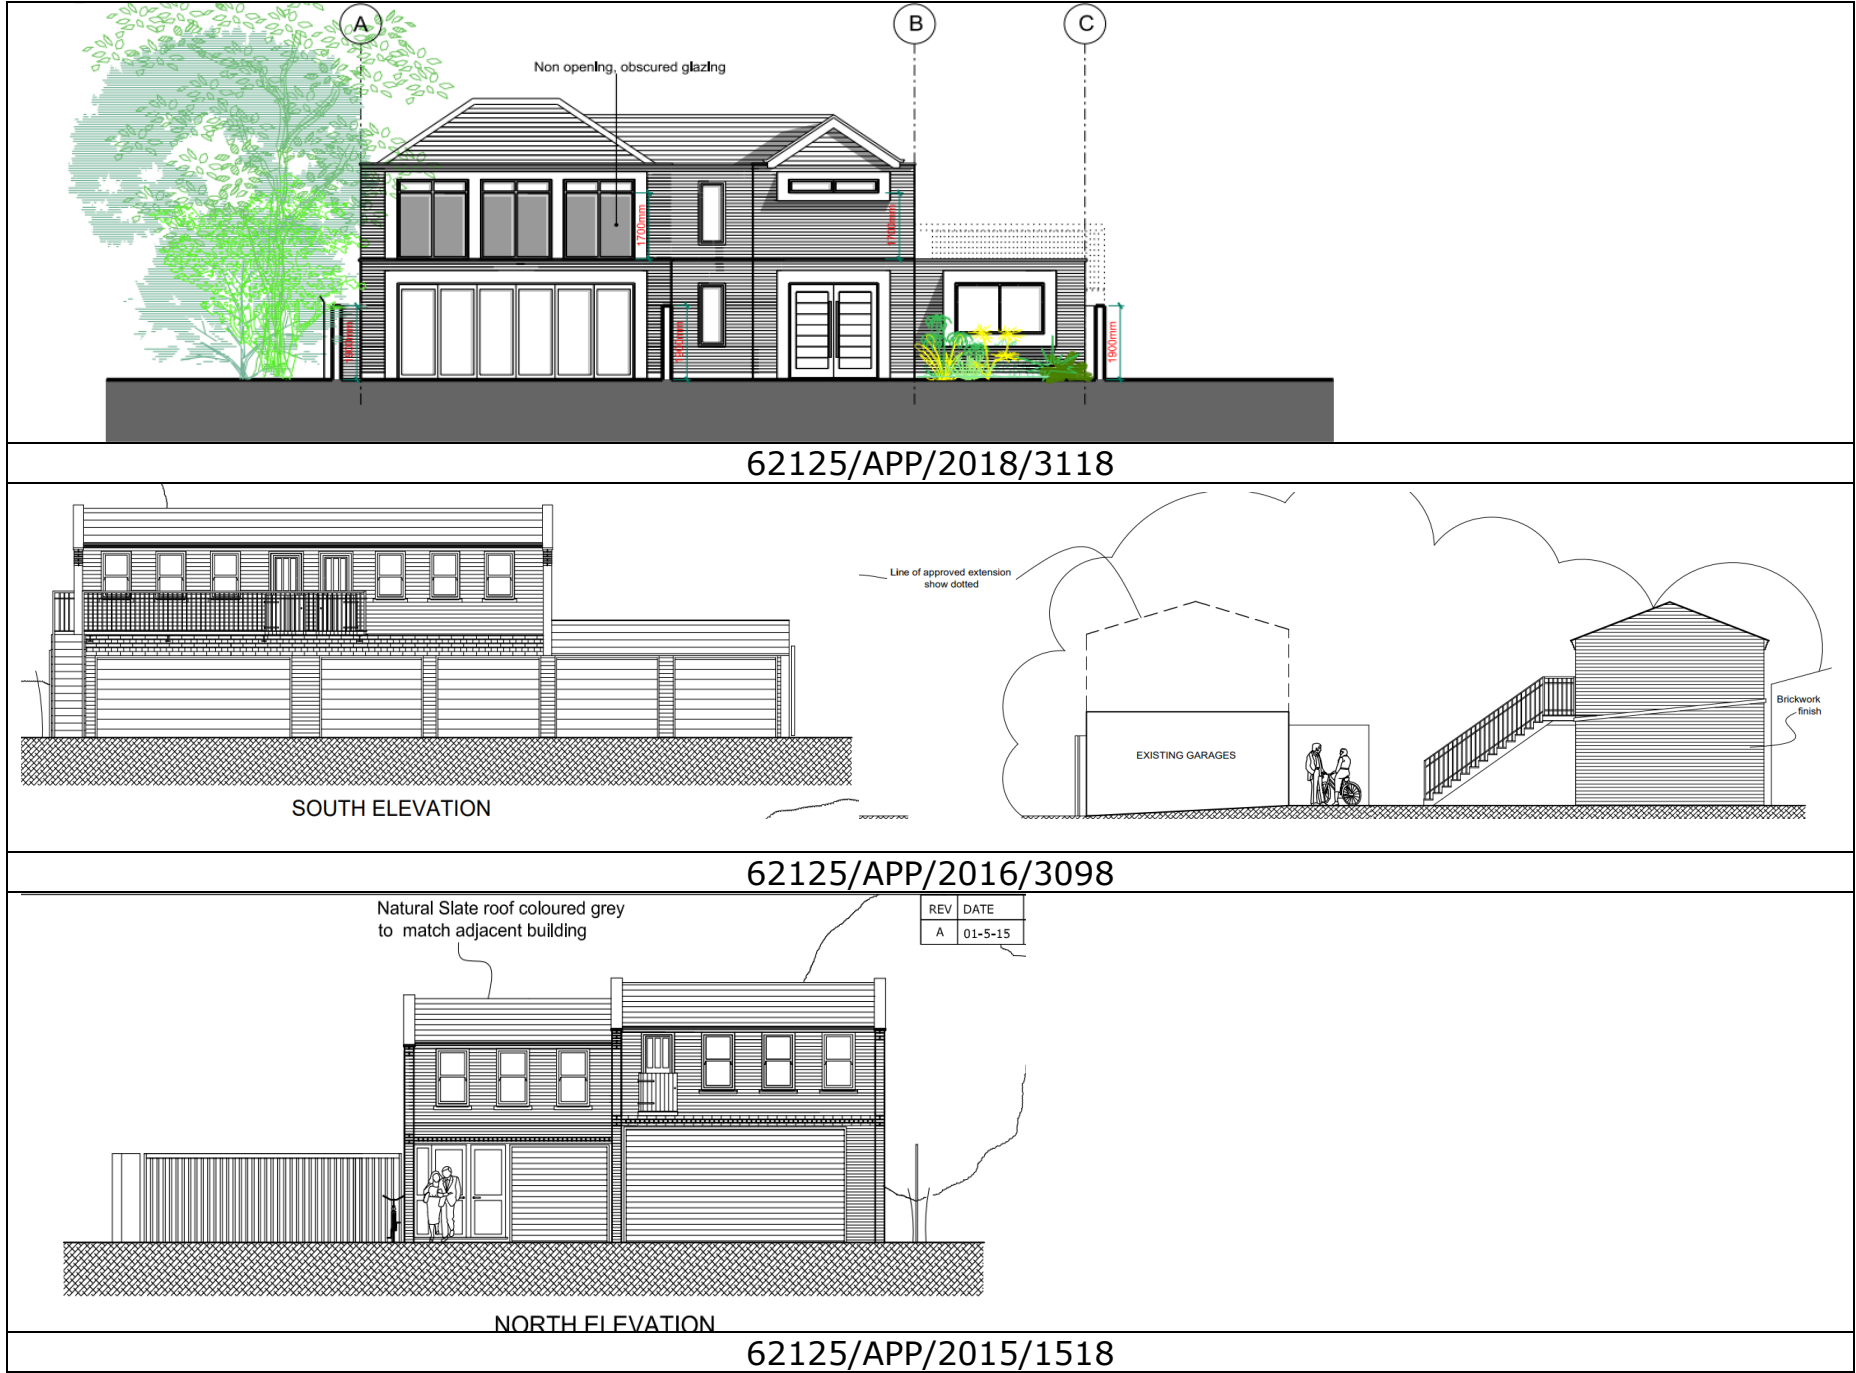 A
B
C
Non opening, obscured glazing
1700mm
1700mm
1900mm
1900mm
1900mm
62125/APP/2018/3118
Line of approved extension
show dotted
EXISTING GARAGES
Brickwork
finish
SOUTH ELEVATION
62125/APP/2016/3098
Natural Slate roof coloured grey
to match adjacent building
REV DATE
A 01-5-15
NORTH ELEVATION
62125/APP/2015/1518